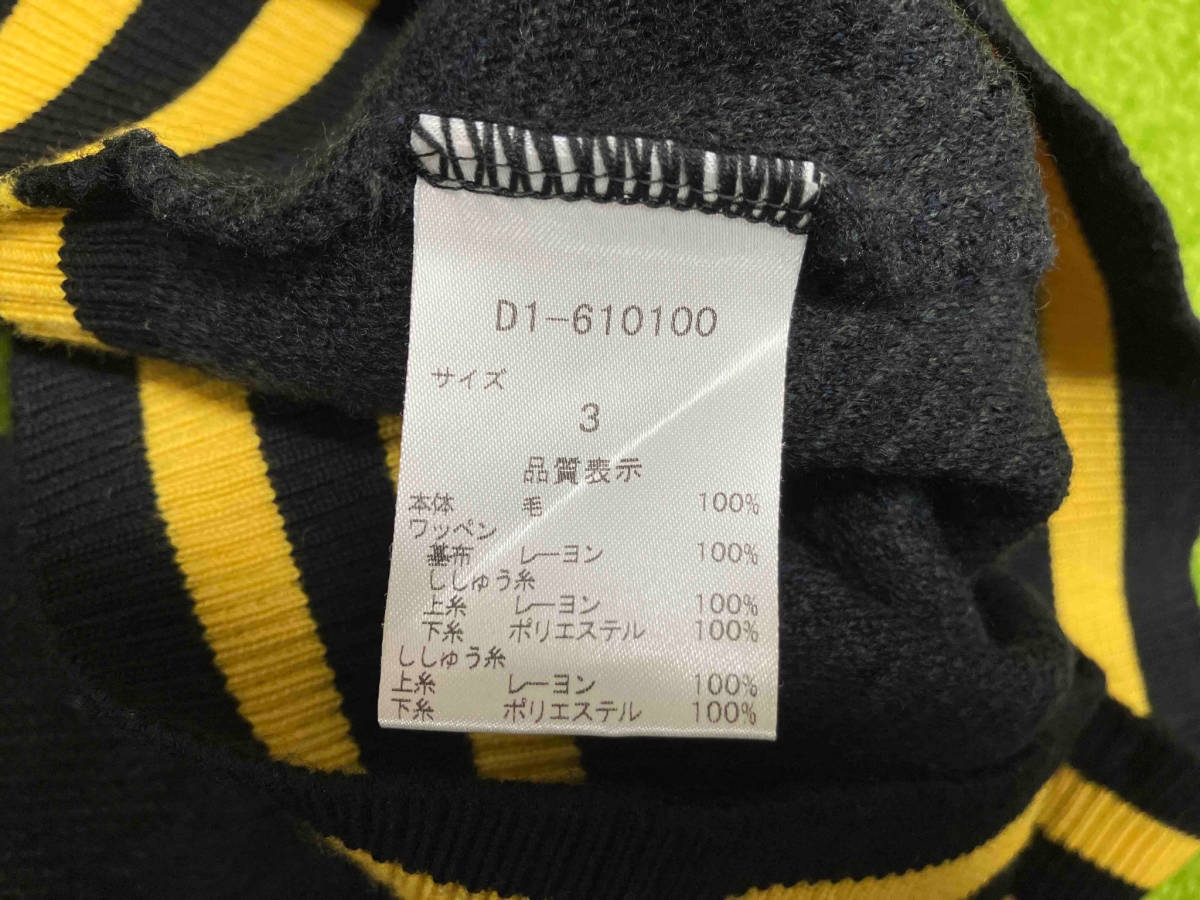 D1-610100
サイズ
3
品質表示
本体 毛 100%
ワッペン
基布 レーヨン 100%
ししゅう糸
上糸 レーヨン 100%
下糸 ポリエステル 100%
ししゅう糸
上糸 レーヨン 100%
下糸 ポリエステル 100%